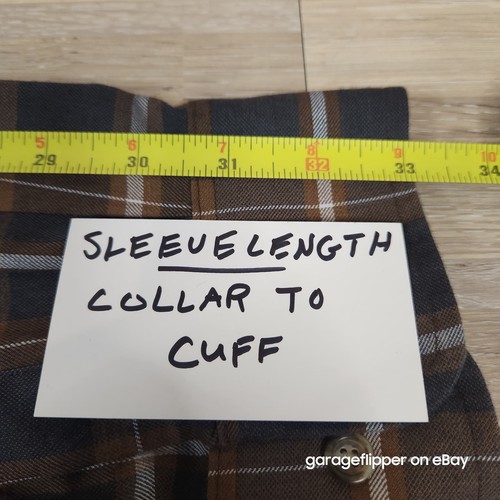 5 6 7 8 9 10
29 30 31 32 33 34
SLEEVE LENGTH
COLLAR TO
CUFF
garageflipper on eBay